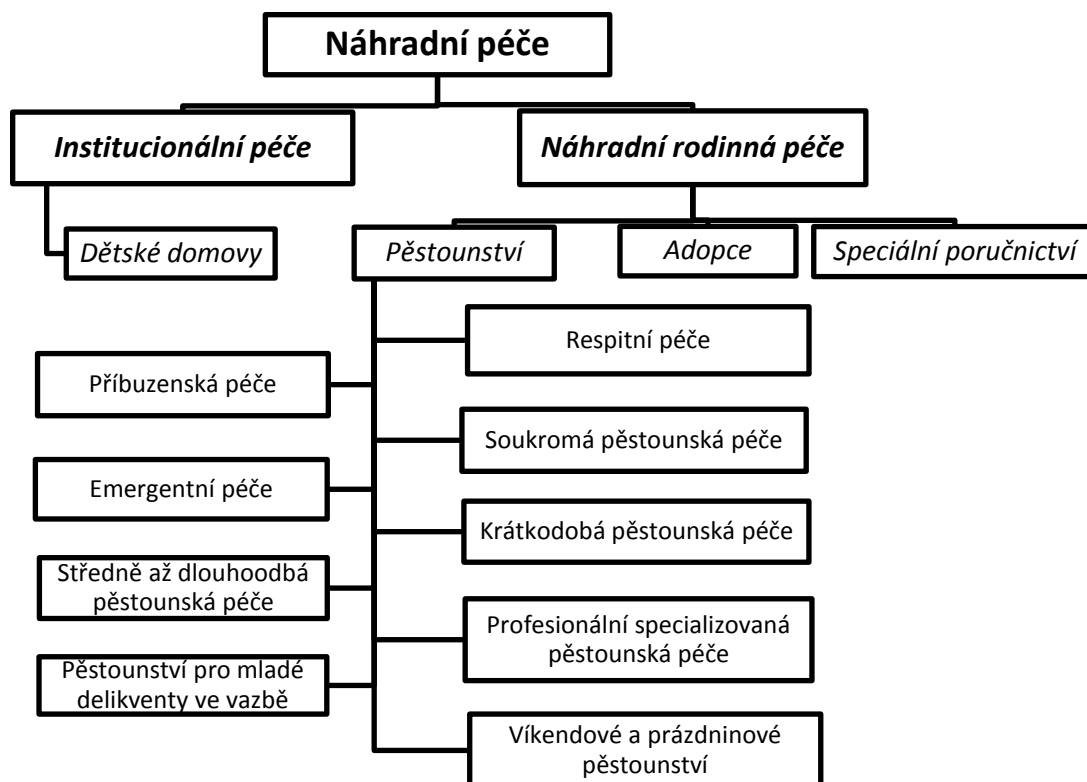 Náhradní péče
Institucionální péče
Náhradní rodinná péče
Dětské domovy
Pěstounství
Adopce
Speciální poručnictví
Respitní péče
Příbuzenská péče
Soukromá pěstounská péče
Emergentní péče
Krátkodobá pěstounská péče
Středně až dlouhoodbá
pěstounská péče
Profesionální specializovaná
pěstounská péče
Pěstounství pro mladé
delikventy ve vazbě
Víkendové a prázdninové
pěstounství